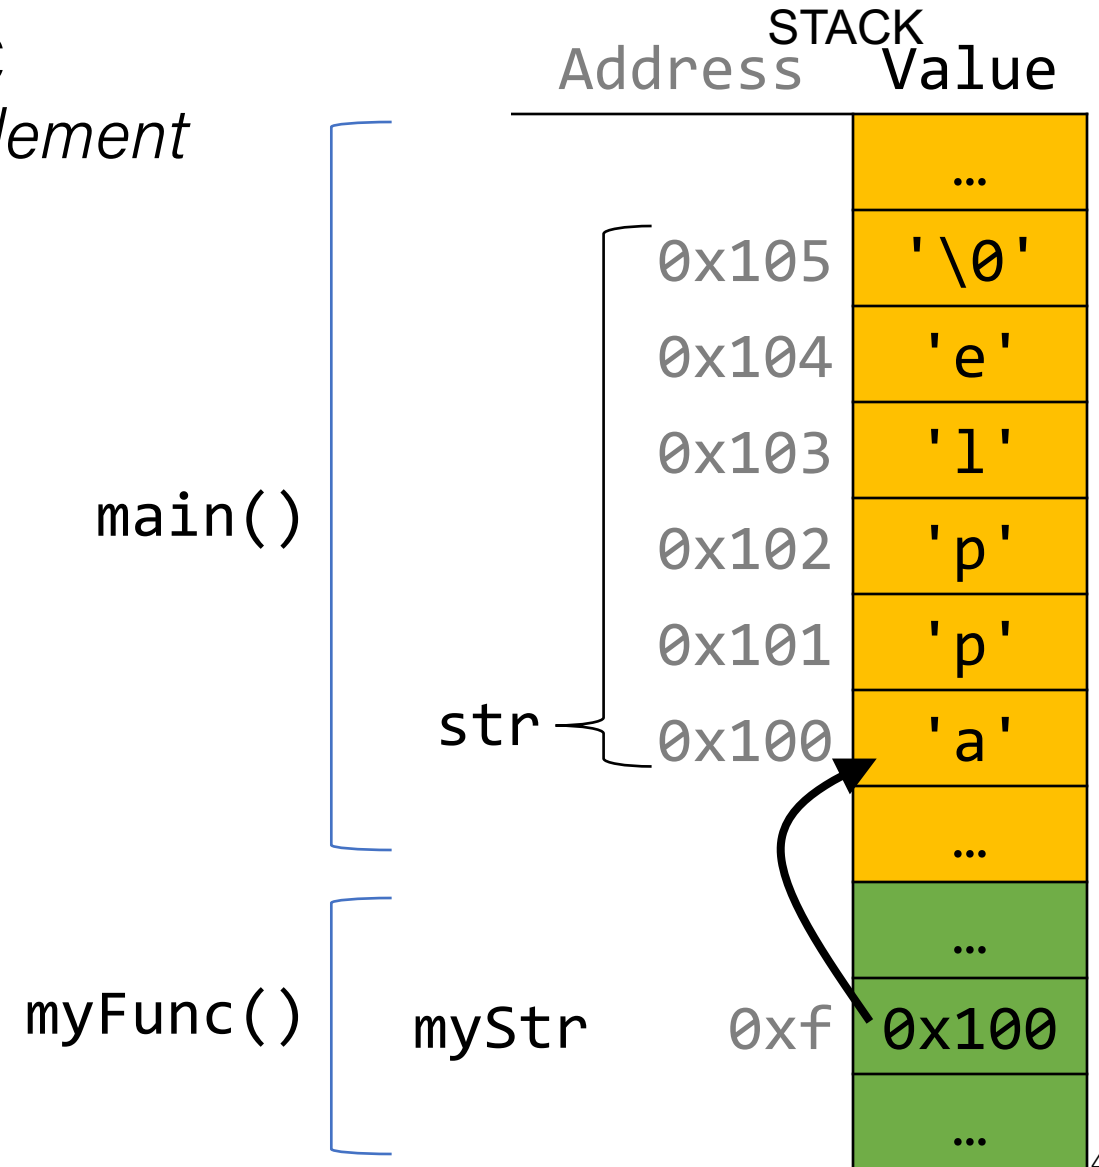 STACK
Address Value
lement
…
0x105 '\0'
0x104 'e'
0x103 'l'
main() 0x102 'p'
0x101 'p'
str 0x100 'a'
…
…
myFunc() myStr 0xf 0x100
…